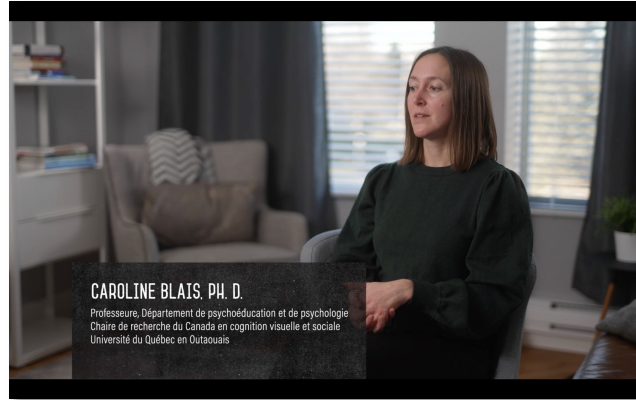 CAROLINE BLAIS, PH. D.
Professeure, Département de psychoéducation et de psychologie
Chaire de recherche du Canada en cognition visuelle et sociale
Université du Québec en Outaouais